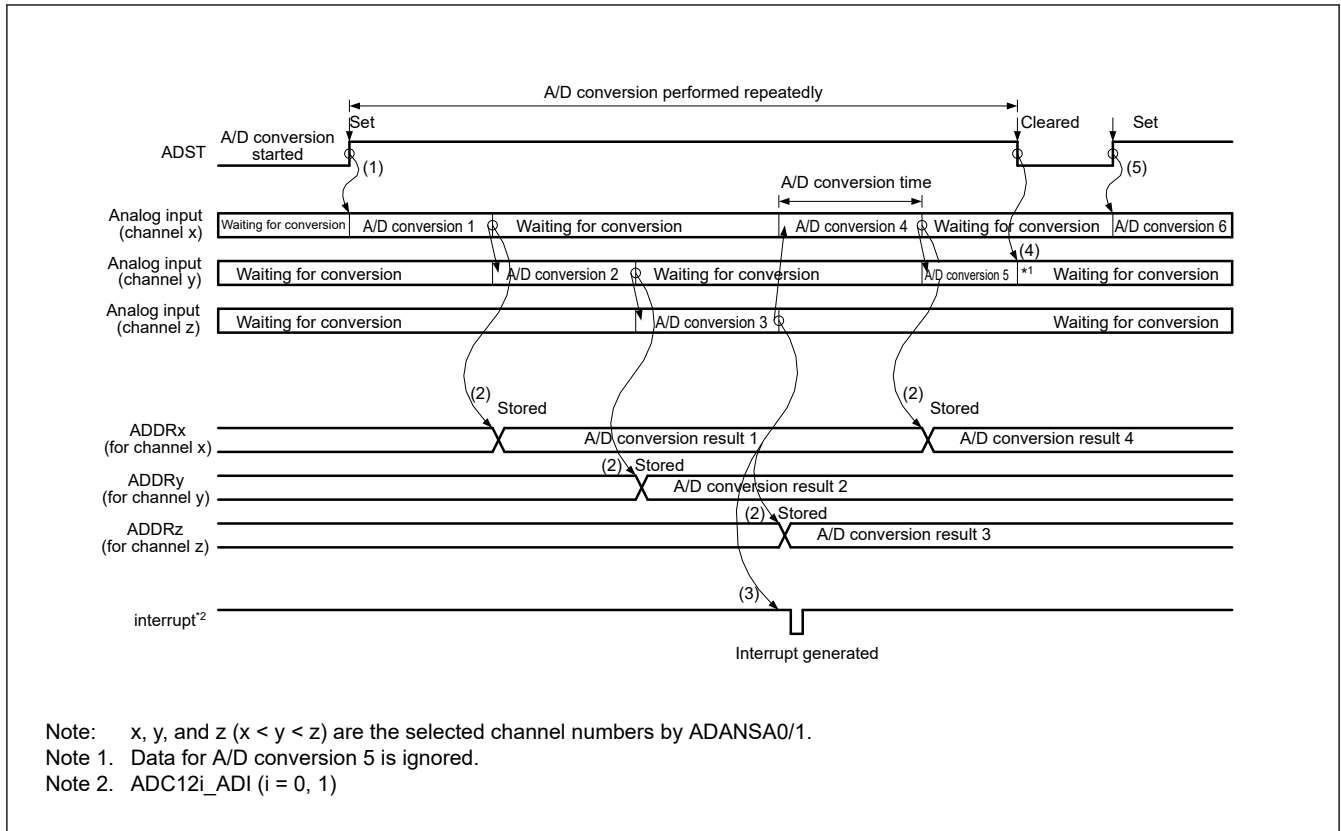 A/D conversion performed repeatedly
Set
Cleared
Set
A/D conversion
started
ADST
(1)
(5)
A/D conversion time
Analog input
(channel x)
Waiting for conversion
A/D conversion 1
Waiting for conversion
A/D conversion 4
Waiting for conversion
A/D conversion 6
(4)
Analog input
(channel y)
Waiting for conversion
A/D conversion 2
Waiting for conversion
A/D conversion 5
*1
Waiting for conversion
Analog input
(channel z)
Waiting for conversion
A/D conversion 3
Waiting for conversion
(2)
Stored
(2)
Stored
ADDRx
(for channel x)
A/D conversion result 1
A/D conversion result 4
(2)
Stored
ADDRy
(for channel y)
A/D conversion result 2
(2)
Stored
ADDRz
(for channel z)
A/D conversion result 3
(3)
interrupt*2
Interrupt generated
Note: x, y, and z (x < y < z) are the selected channel numbers by ADANSA0/1.
Note 1. Data for A/D conversion 5 is ignored.
Note 2. ADC12i_ADI (i = 0, 1)